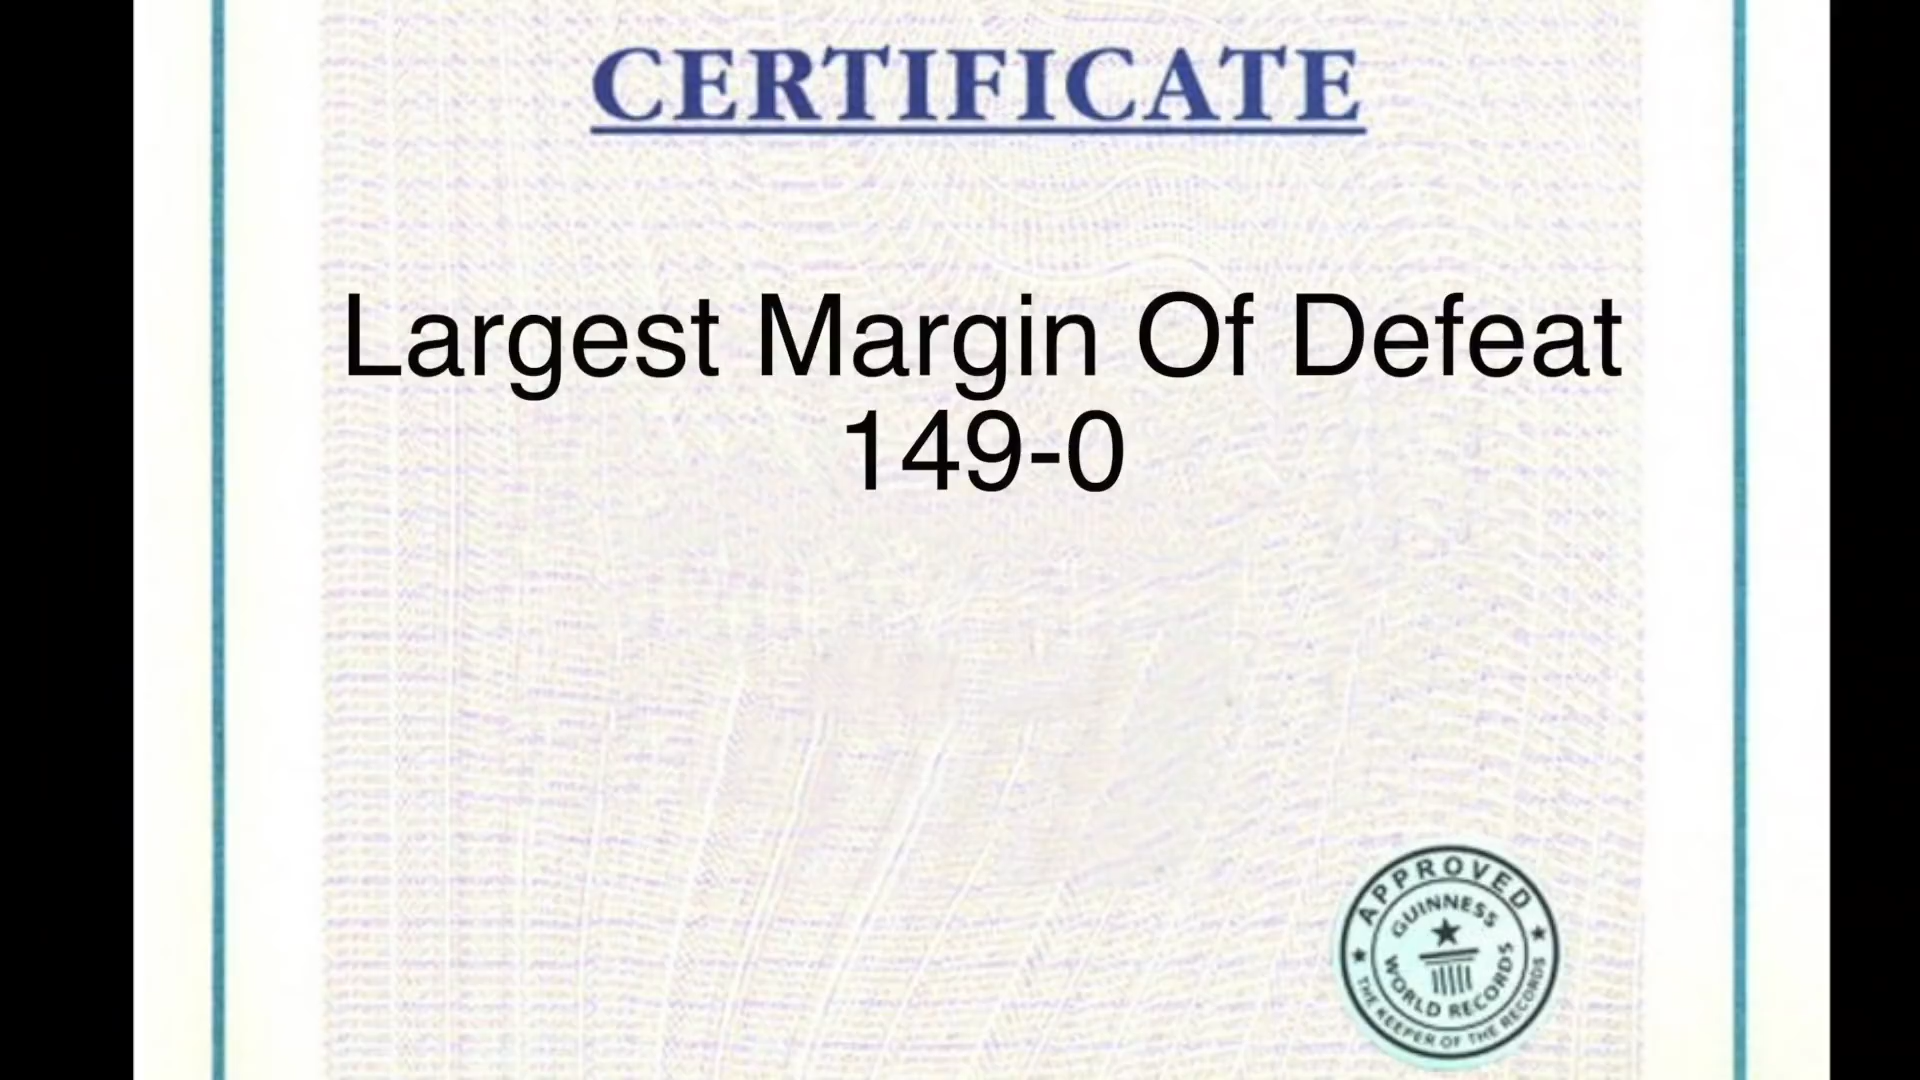 CERTIFICATE
Largest Margin Of Defeat
149-0
APPROVED
GUINNESS
WORLD RECORDS
THE KEEPER OF THE RECORDS